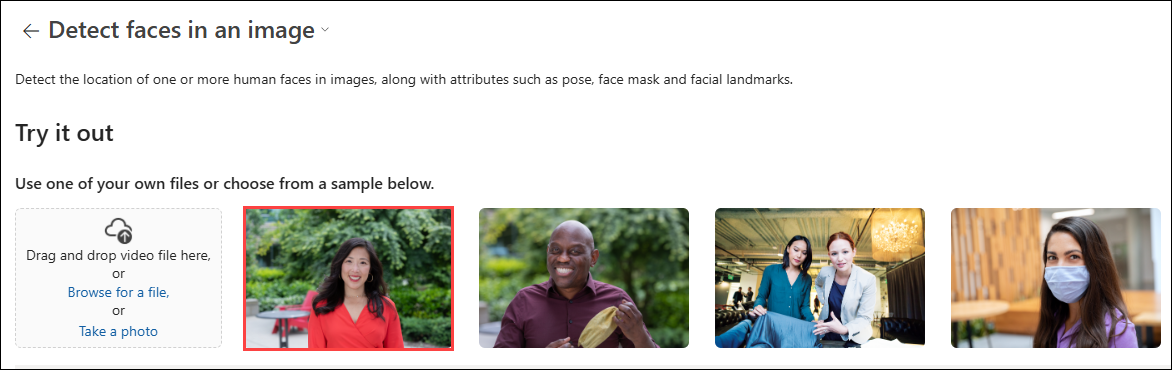 Detect faces in an image
Detect the location of one or more human faces in images, along with attributes such as pose, face mask and facial landmarks.
Try it out
Use one of your own files or choose from a sample below.
Drag and drop video file here,
or
Browse for a file,
or
Take a photo